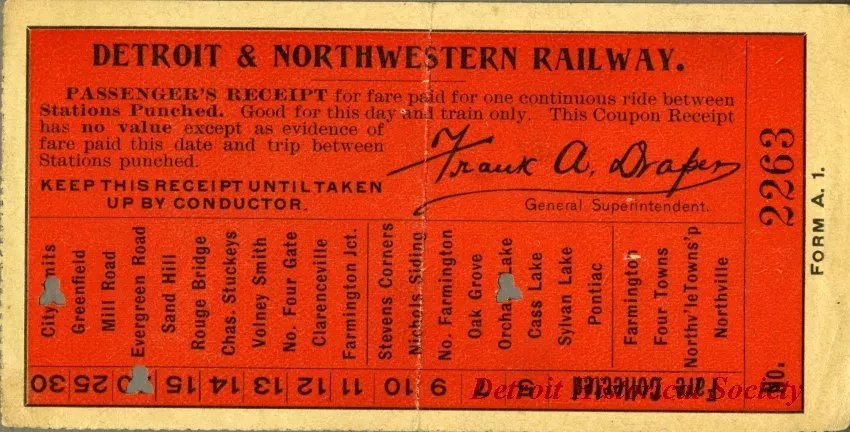 DETROIT & NORTHWESTERN RAILWAY.
PASSENGER'S RECEIPT for fare paid for one continuous ride between
Stations Punched. Good for this day and train only. This Coupon Receipt
has no value except as evidence of
fare paid this date and trip between
Stations punched.
Frank A. Draper
KEEP THIS RECEIPT UNTIL TAKEN
UP BY CONDUCTOR.
General Superintendent.
City Limits
Greenfield
Mill Road
Evergreen Road
Sand Hill
Rouge Bridge
Chas. Stuckeys
Volney Smith
No. Four Gate
Clarenceville
Farmington Jct.
Stevens Corners
Nichols Siding
No. Farmington
Oak Grove
Orchard Lake
Cass Lake
Sylvan Lake
Pontiac
Farmington
Four Towns
Northv'leTowns'p
Northville
Fare Collected 5 9 10 11 12 13 14 15 20 25 30
No. 2263
FORM A. 1.
Detroit Historical Society